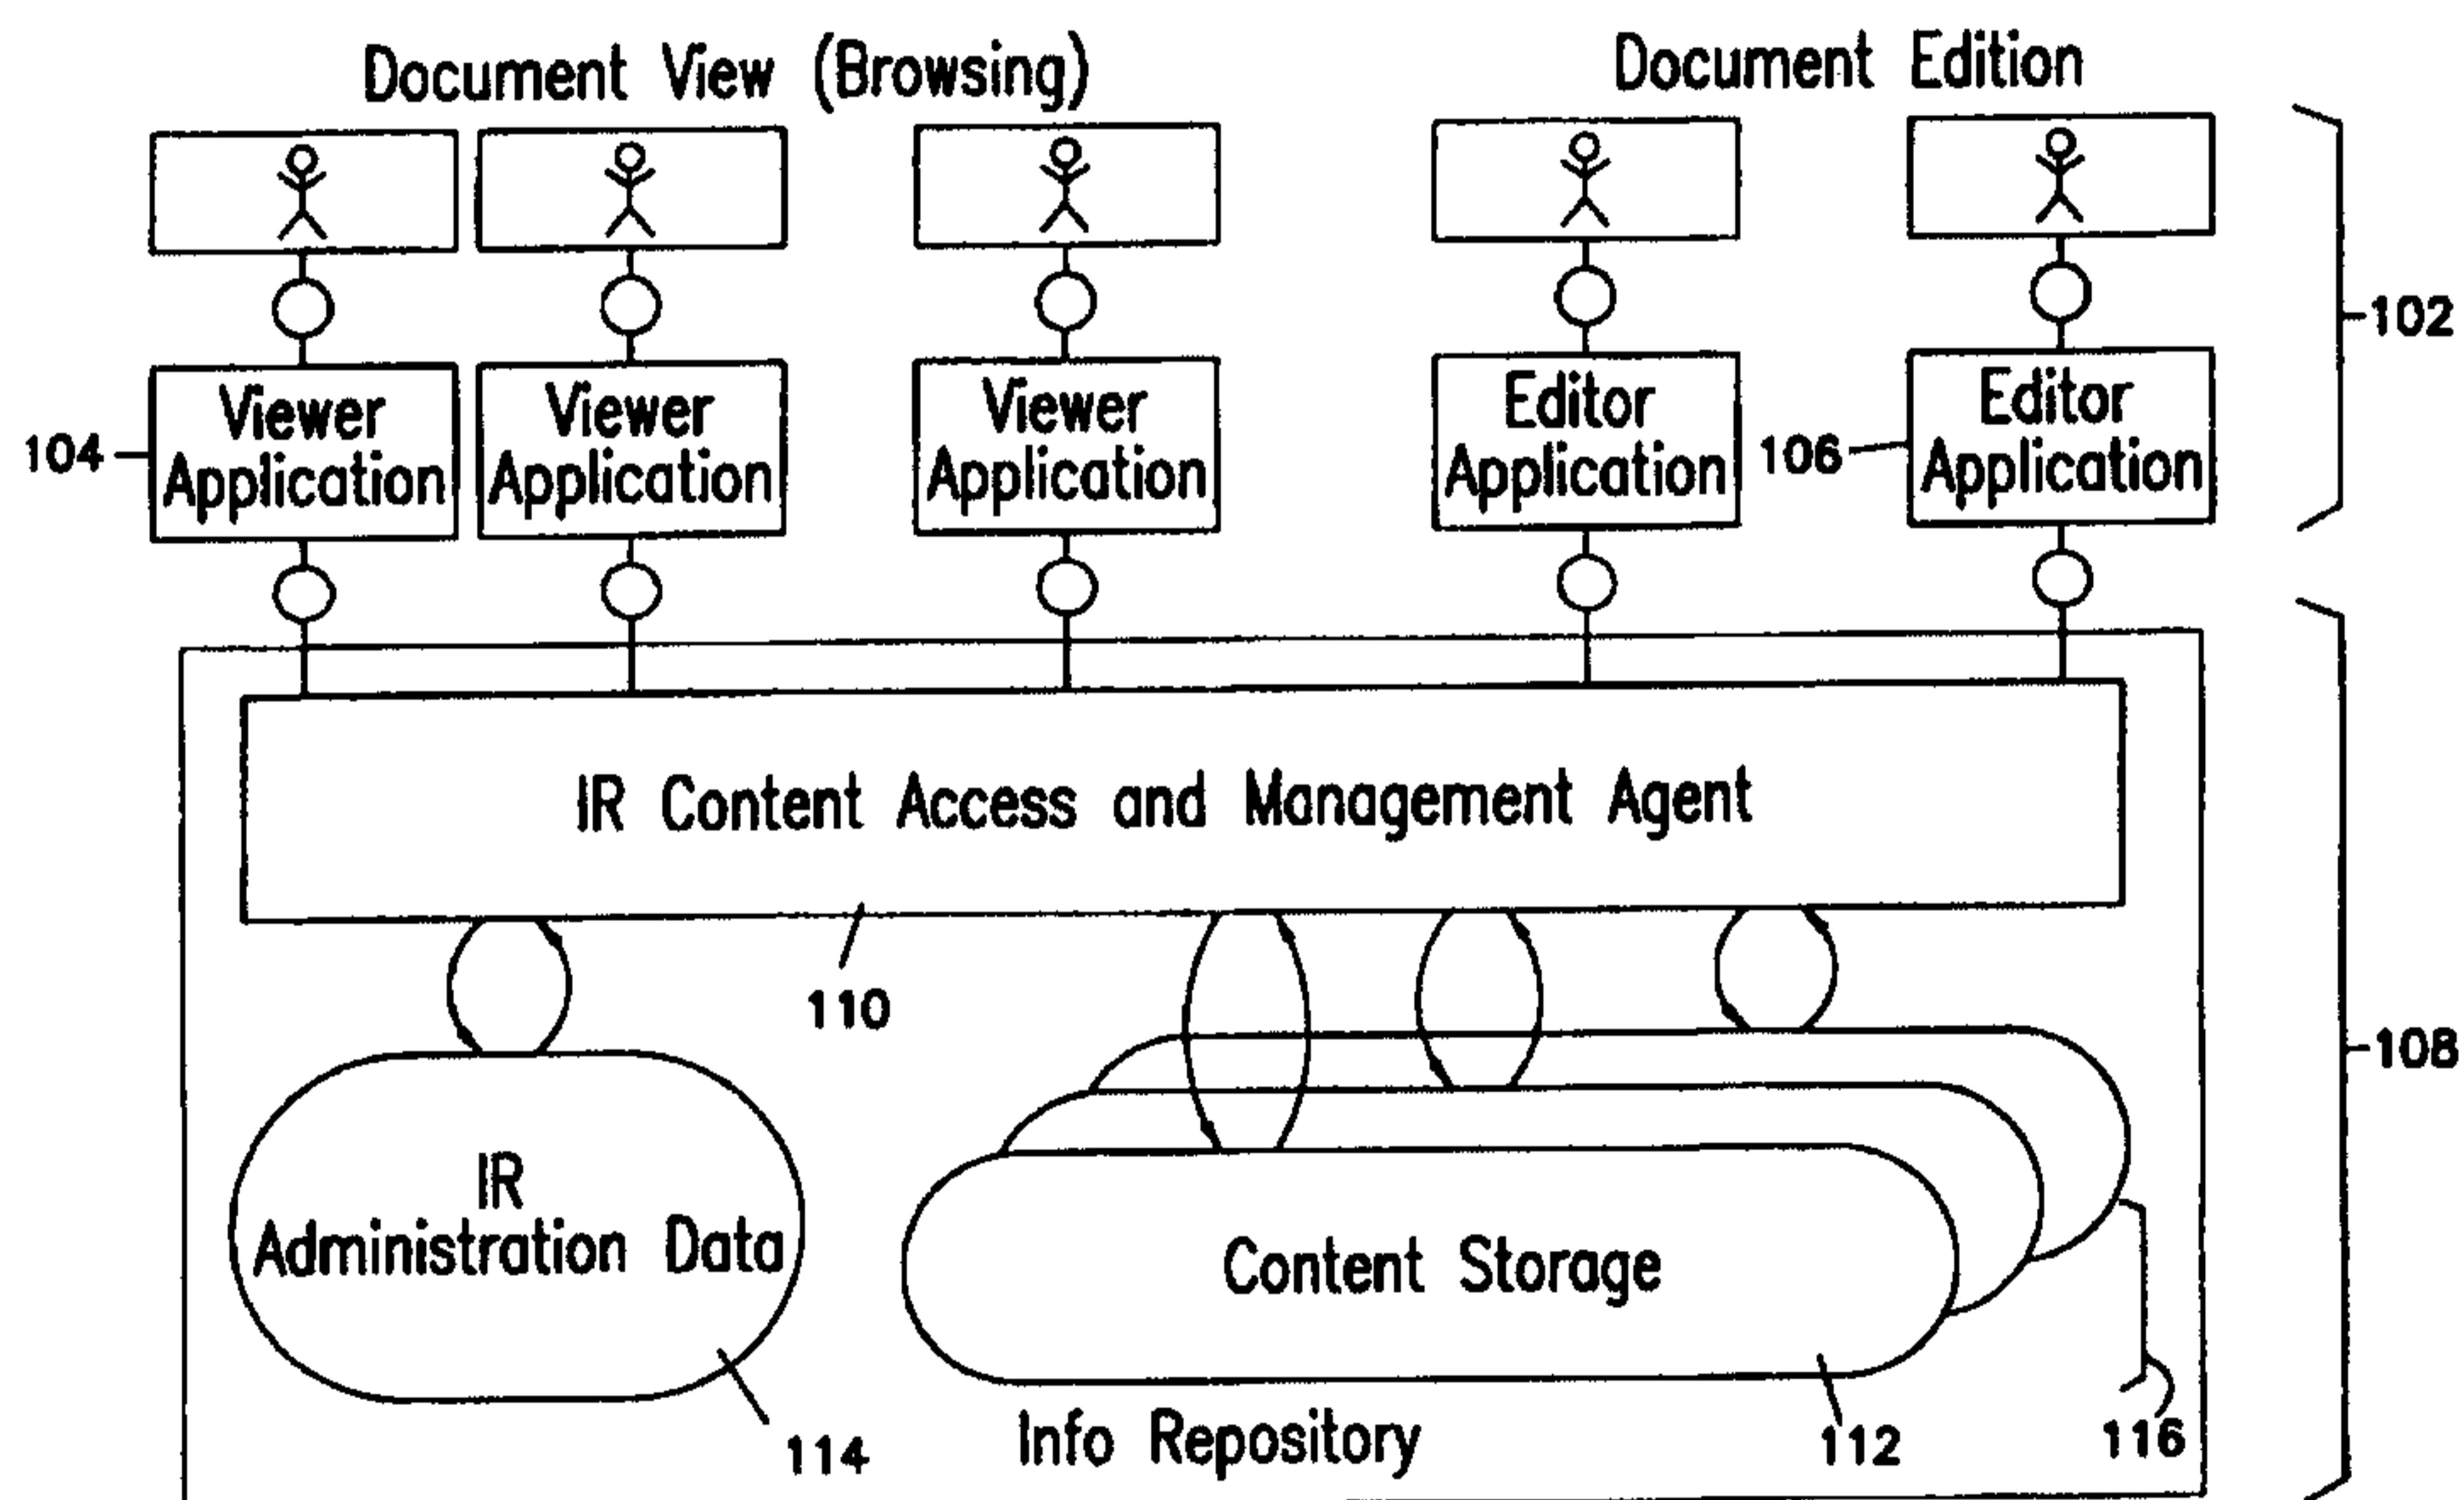 Document View (Browsing)
Document Edition
102
104
Viewer
Application
Viewer
Application
Viewer
Application
Editor
Application
106
Editor
Application
IR Content Access and Management Agent
110
108
IR
Administration Data
Content Storage
114
Info Repository
112
116